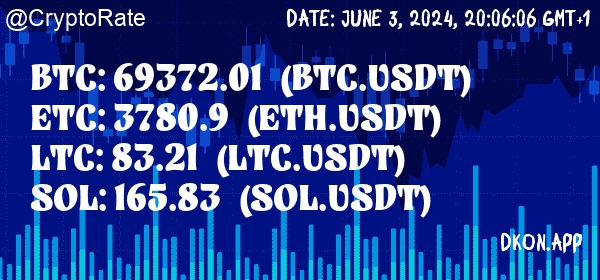 @CryptoRate
DATE: JUNE 3, 2024, 20:06:06 GMT+1
BTC: 69372.01 (BTC.USDT)
ETC: 3780.9 (ETH.USDT)
LTC: 83.21 (LTC.USDT)
SOL: 165.83 (SOL.USDT)
DKON.APP